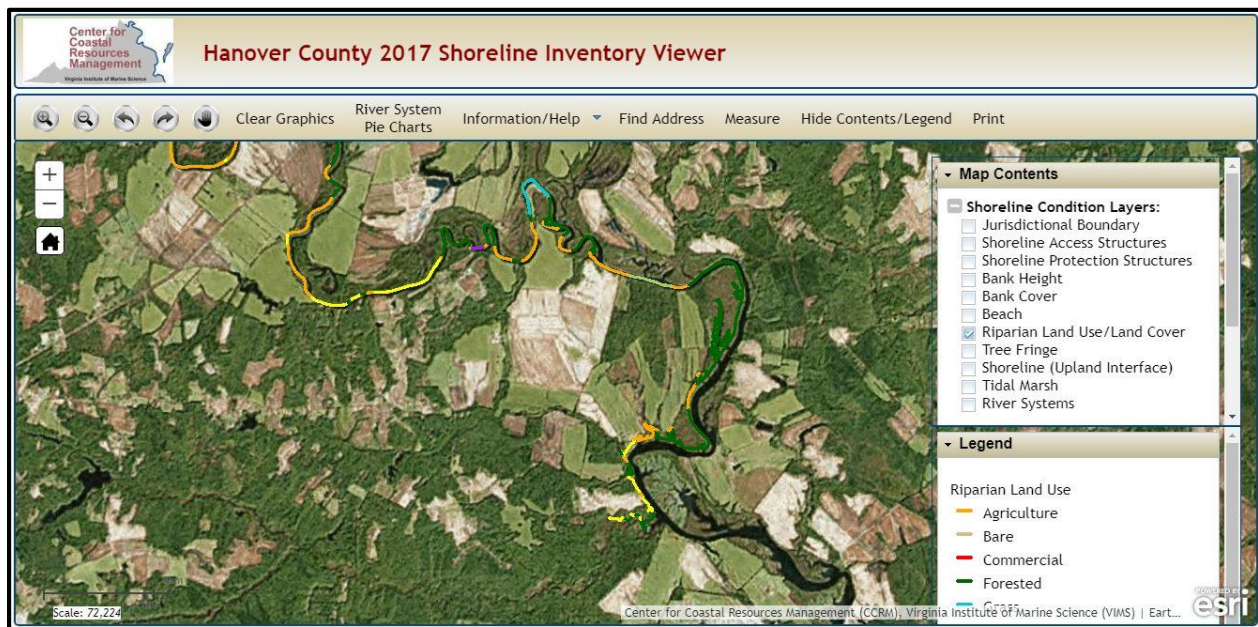 Center for
Coastal
Resources
Management
Virginia Institute of Marine Science
Hanover County 2017 Shoreline Inventory Viewer
Clear Graphics
River System
Pie Charts
Information/Help
Find Address
Measure
Hide Contents/Legend
Print
+
−
Map Contents
Shoreline Condition Layers:
Jurisdictional Boundary
Shoreline Access Structures
Shoreline Protection Structures
Bank Height
Bank Cover
Beach
Riparian Land Use/Land Cover
Tree Fringe
Shoreline (Upland Interface)
Tidal Marsh
River Systems
Legend
Riparian Land Use
Agriculture
Bare
Commercial
Forested
Grass
Scale: 72,224
Center for Coastal Resources Management (CCRM), Virginia Institute of Marine Science (VIMS) | Eart...
POWERED BY
esri